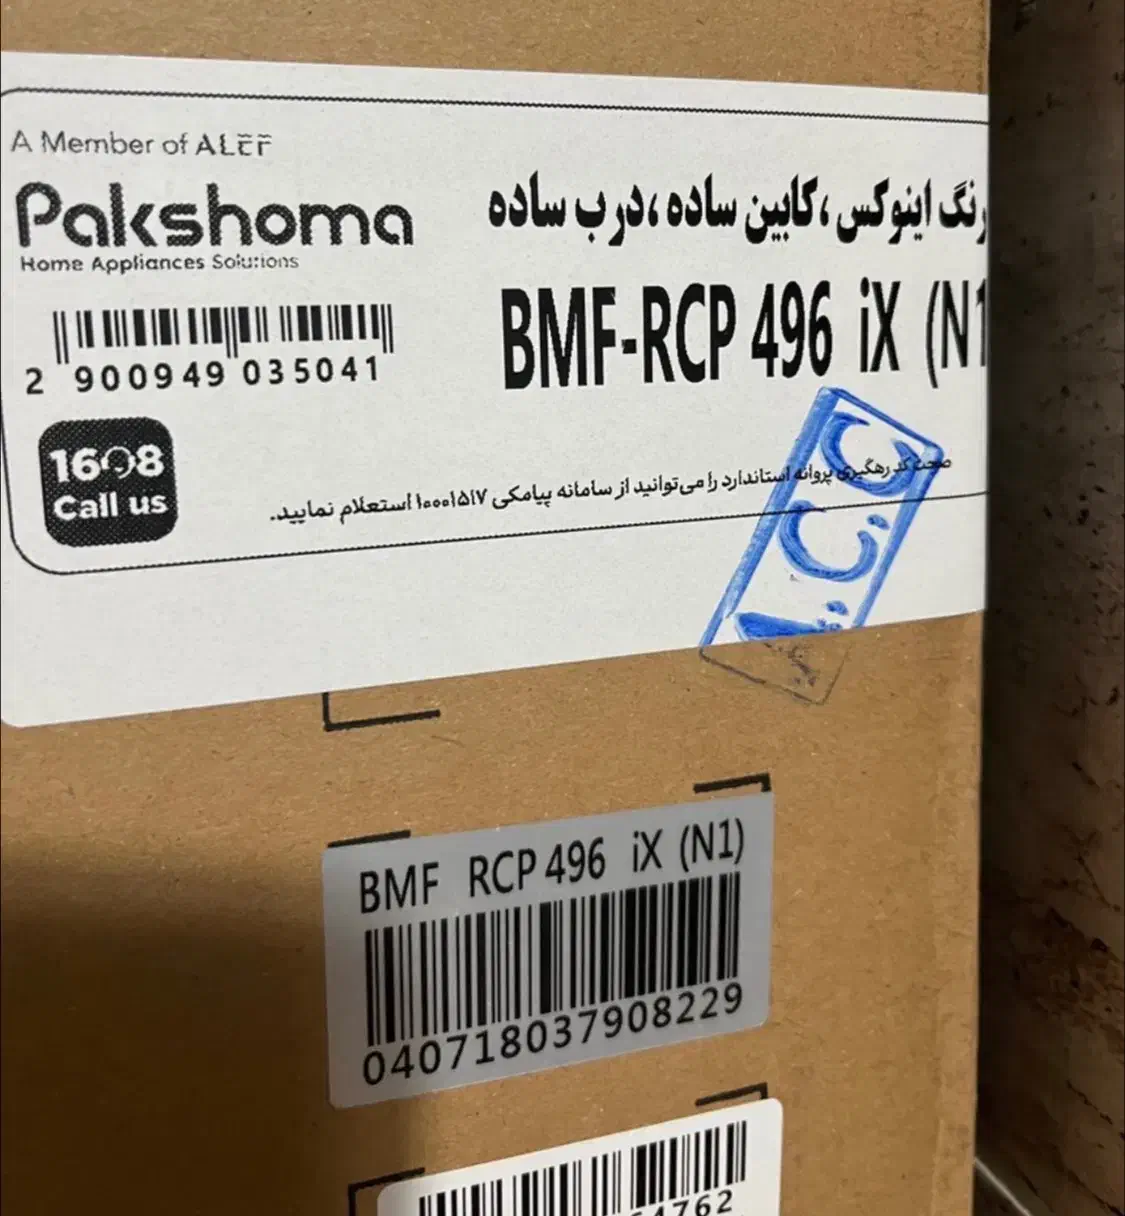 A Member of ALEF
Pakshoma
Home Appliances Solutions
رنگ اینوکس ،کابین ساده ،درب ساده
BMF-RCP 496 iX (N1
2 900949 035041
1608
Call us
صحت کد رهگیری پروانه استاندارد را می‌توانید از سامانه پیامکی ۱۰۰۰۱۵۱۷ استعلام نمایید.
A.C.C
BMF RCP 496 iX (N1)
040718037908229
4762